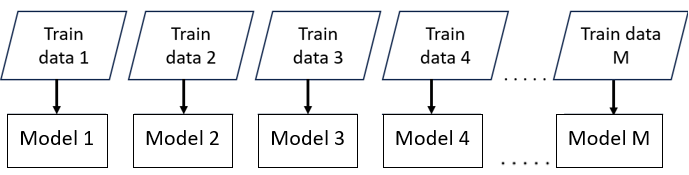 Train
data 1
Train
data 2
Train
data 3
Train
data 4
. . . . .
Train data
M
Model 1
Model 2
Model 3
Model 4
. . . . .
Model M